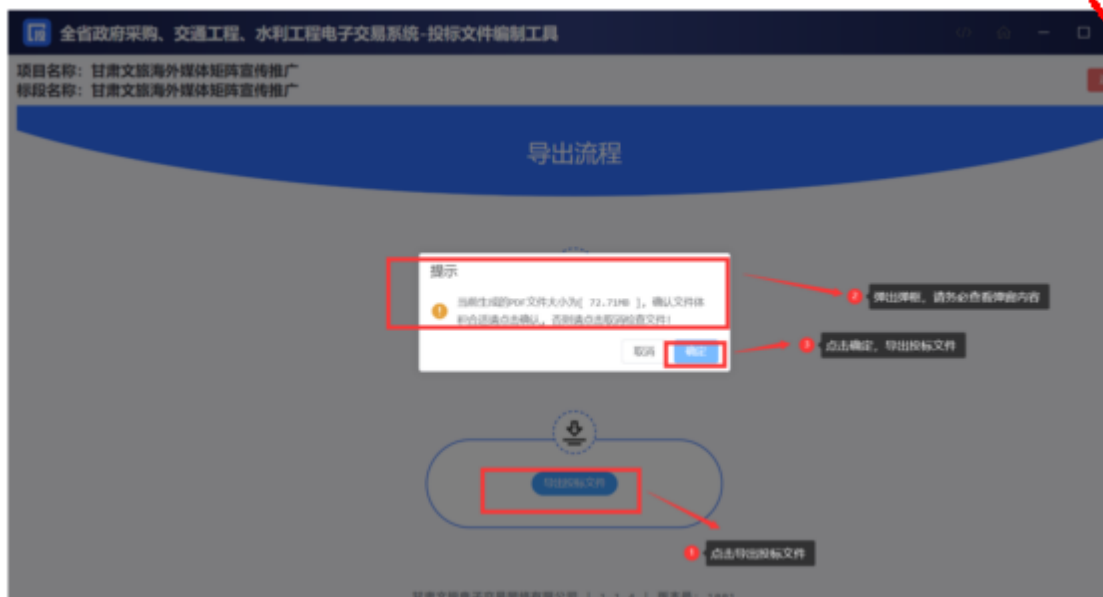 投 全省政府采购、交通工程、水利工程电子交易系统-投标文件编制工具
项目名称：甘肃文旅海外媒体矩阵宣传推广
标段名称：甘肃文旅海外媒体矩阵宣传推广
导出流程
提示
当前生成的PDF文件大小为[ 72.71MB ]，确认文件体
积合适请点击确认，否则请点击取消检查文件！
取消 确定
2 弹出弹框，请务必查看弹窗内容
3 点击确定，导出投标文件
导出投标文件
1 点击导出投标文件